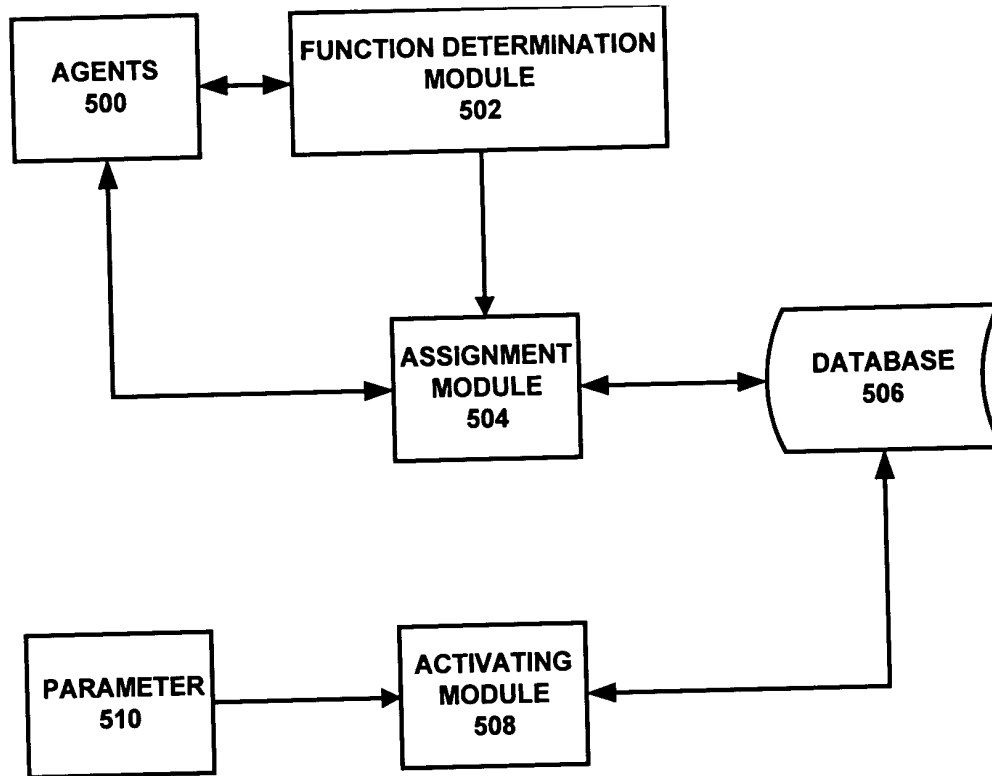 AGENTS
500
FUNCTION DETERMINATION
MODULE
502
ASSIGNMENT
MODULE
504
DATABASE
506
PARAMETER
510
ACTIVATING
MODULE
508